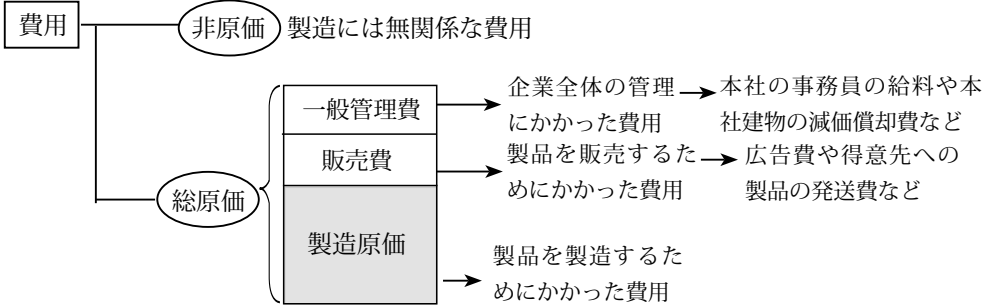 費用
非原価
製造には無関係な費用
総原価
一般管理費
企業全体の管理
にかかった費用
本社の事務員の給料や本
社建物の減価償却費など
販売費
製品を販売するた
めにかかった費用
広告費や得意先への
製品の発送費など
製造原価
製品を製造するた
めにかかった費用